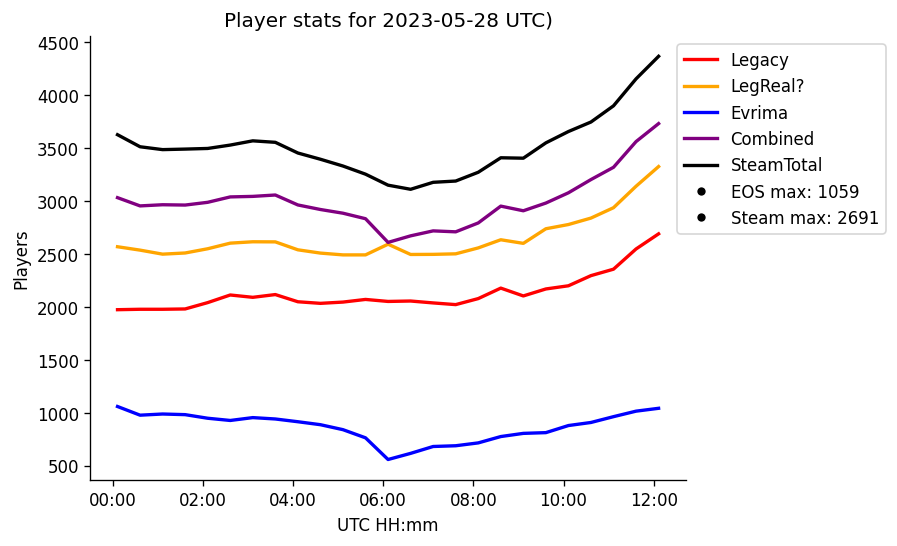 Player stats for 2023-05-28 UTC)
4500
4000
3500
3000
2500
2000
1500
1000
500
Players
00:00 02:00 04:00 06:00 08:00 10:00 12:00
UTC HH:mm
Legacy
LegReal?
Evrima
Combined
SteamTotal
EOS max: 1059
Steam max: 2691